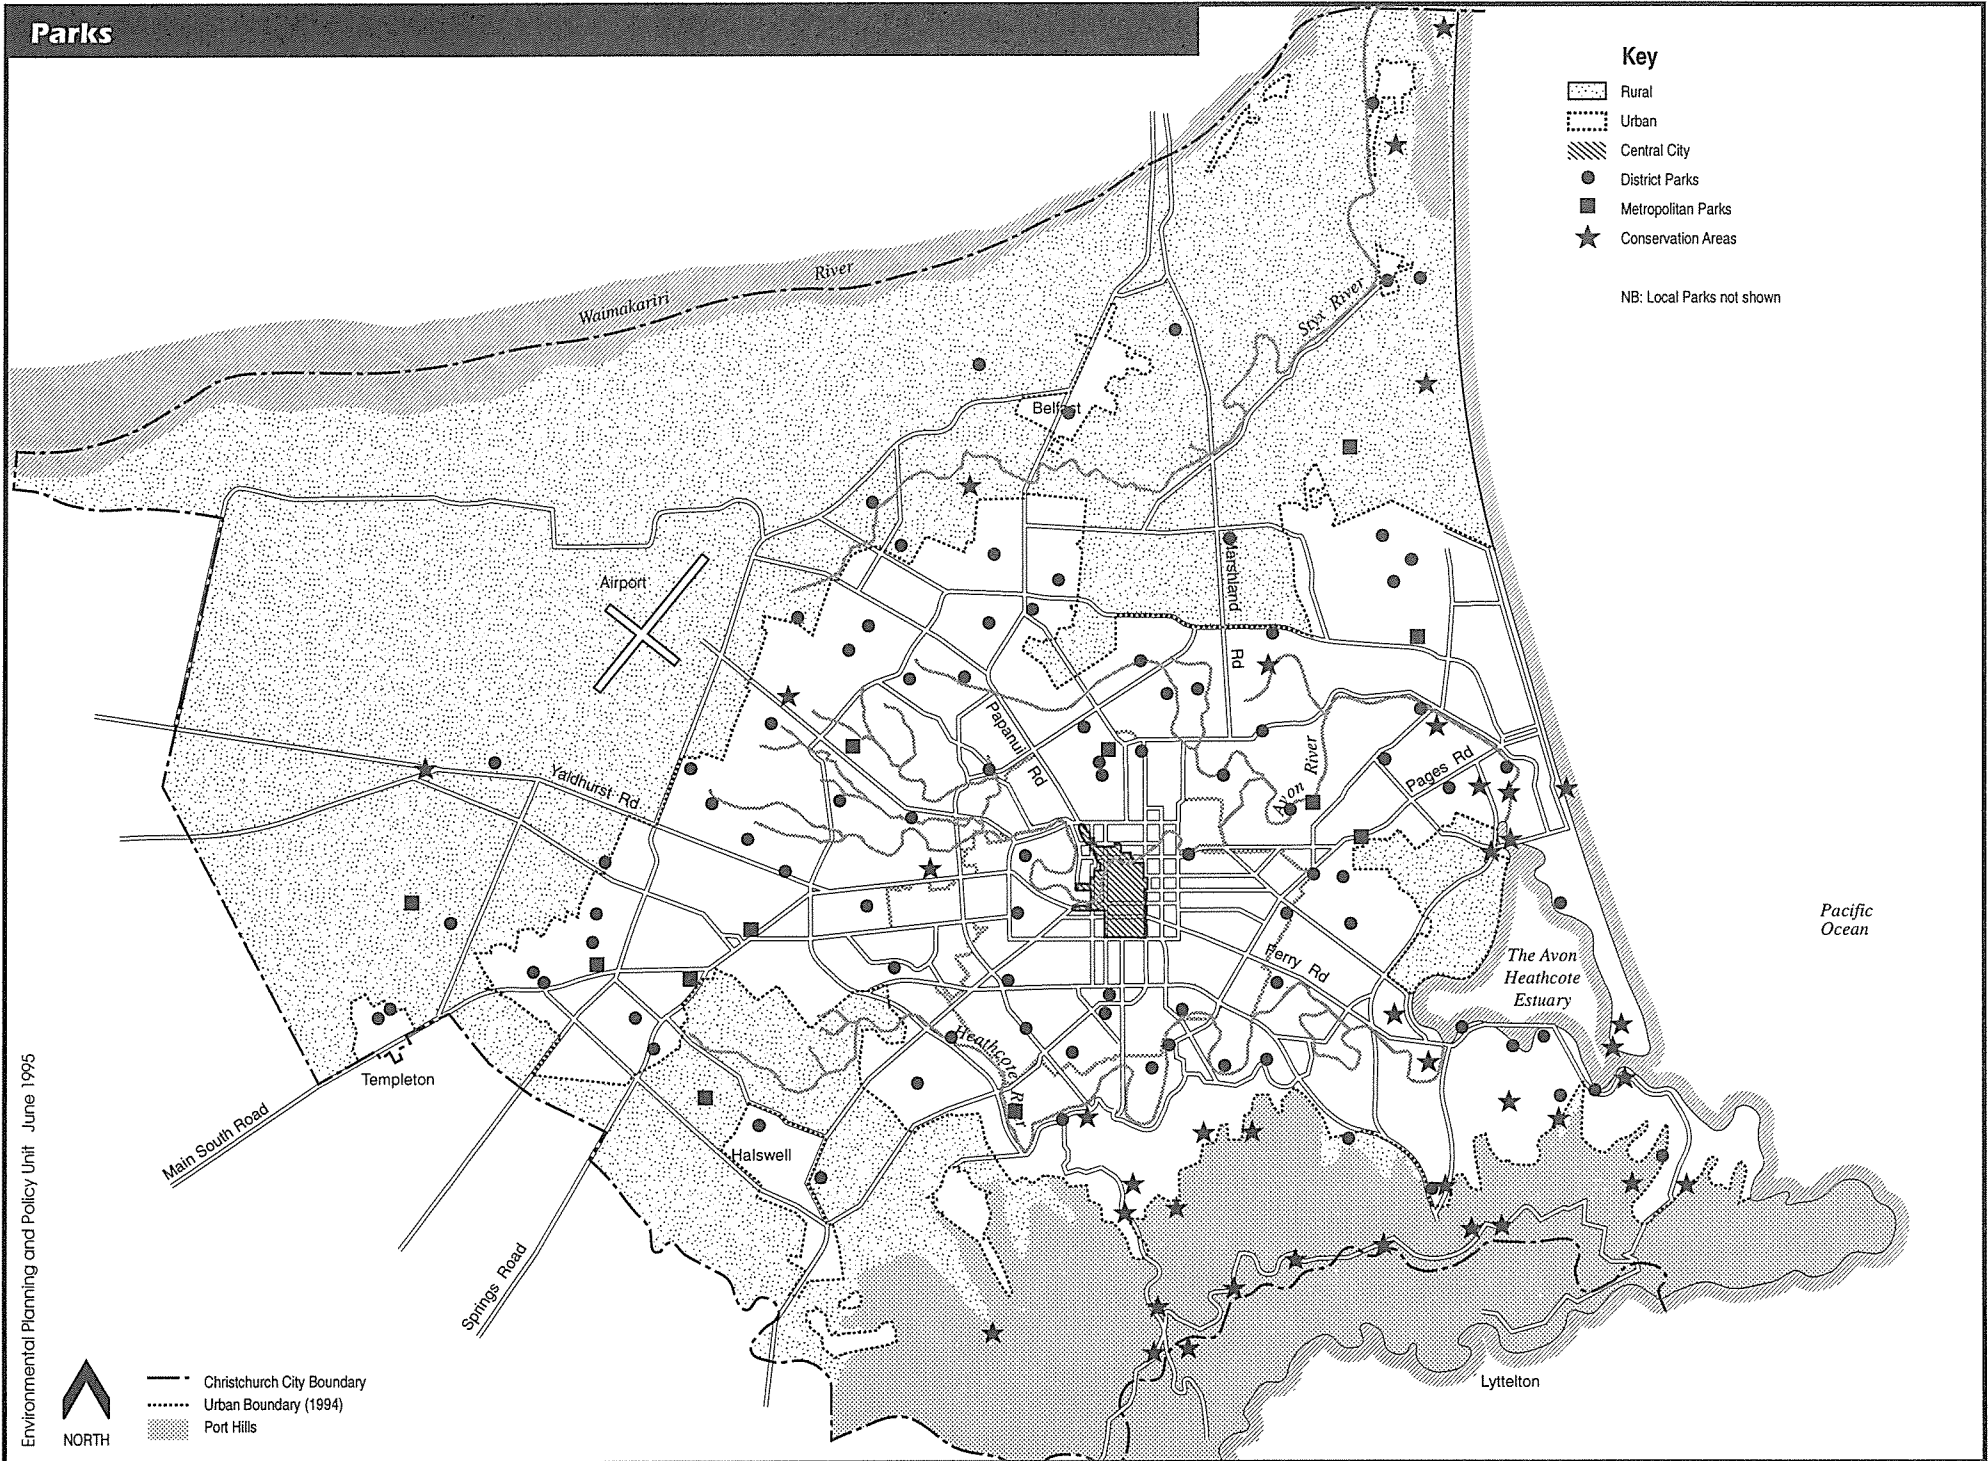 Parks
Key
Rural
Urban
Central City
District Parks
Metropolitan Parks
Conservation Areas
NB: Local Parks not shown
Waimakariri River
Styx River
Belfast
Airport
Marshland Rd
Papanui Rd
Yaldhurst Rd
Avon River
Pages Rd
Pacific
Ocean
The Avon
Heathcote
Estuary
Ferry Rd
Heathcote River
Templeton
Main South Road
Halswell
Springs Road
Lyttelton
Environmental Planning and Policy Unit June 1995
NORTH
Christchurch City Boundary
Urban Boundary (1994)
Port Hills